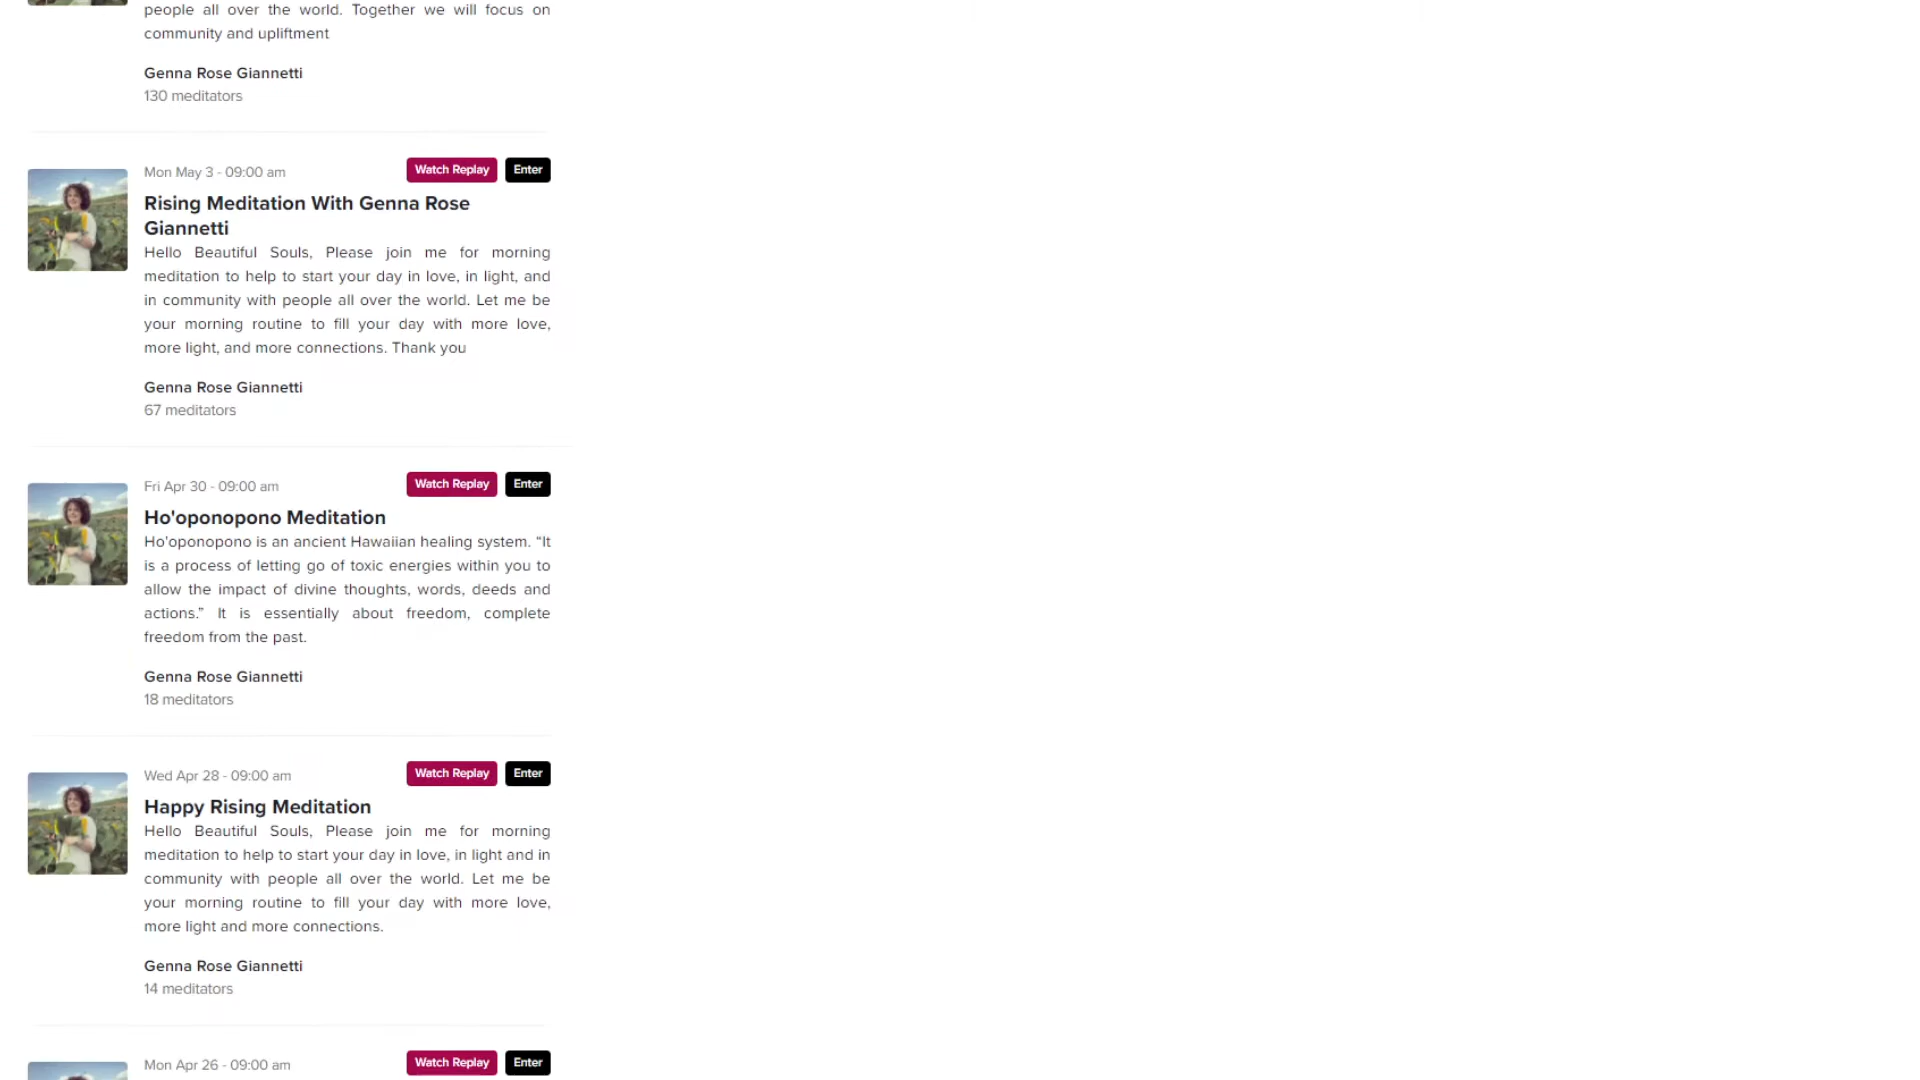 people all over the world. Together we will focus on
community and upliftment
Genna Rose Giannetti
130 meditators
Mon May 3 - 09:00 am
Watch Replay
Enter
Rising Meditation With Genna Rose
Giannetti
Hello Beautiful Souls, Please join me for morning
meditation to help to start your day in love, in light, and
in community with people all over the world. Let me be
your morning routine to fill your day with more love,
more light, and more connections. Thank you
Genna Rose Giannetti
67 meditators
Fri Apr 30 - 09:00 am
Watch Replay
Enter
Ho'oponopono Meditation
Ho'oponopono is an ancient Hawaiian healing system. “It
is a process of letting go of toxic energies within you to
allow the impact of divine thoughts, words, deeds and
actions.” It is essentially about freedom, complete
freedom from the past.
Genna Rose Giannetti
18 meditators
Wed Apr 28 - 09:00 am
Watch Replay
Enter
Happy Rising Meditation
Hello Beautiful Souls, Please join me for morning
meditation to help to start your day in love, in light and in
community with people all over the world. Let me be
your morning routine to fill your day with more love,
more light and more connections.
Genna Rose Giannetti
14 meditators
Mon Apr 26 - 09:00 am
Watch Replay
Enter